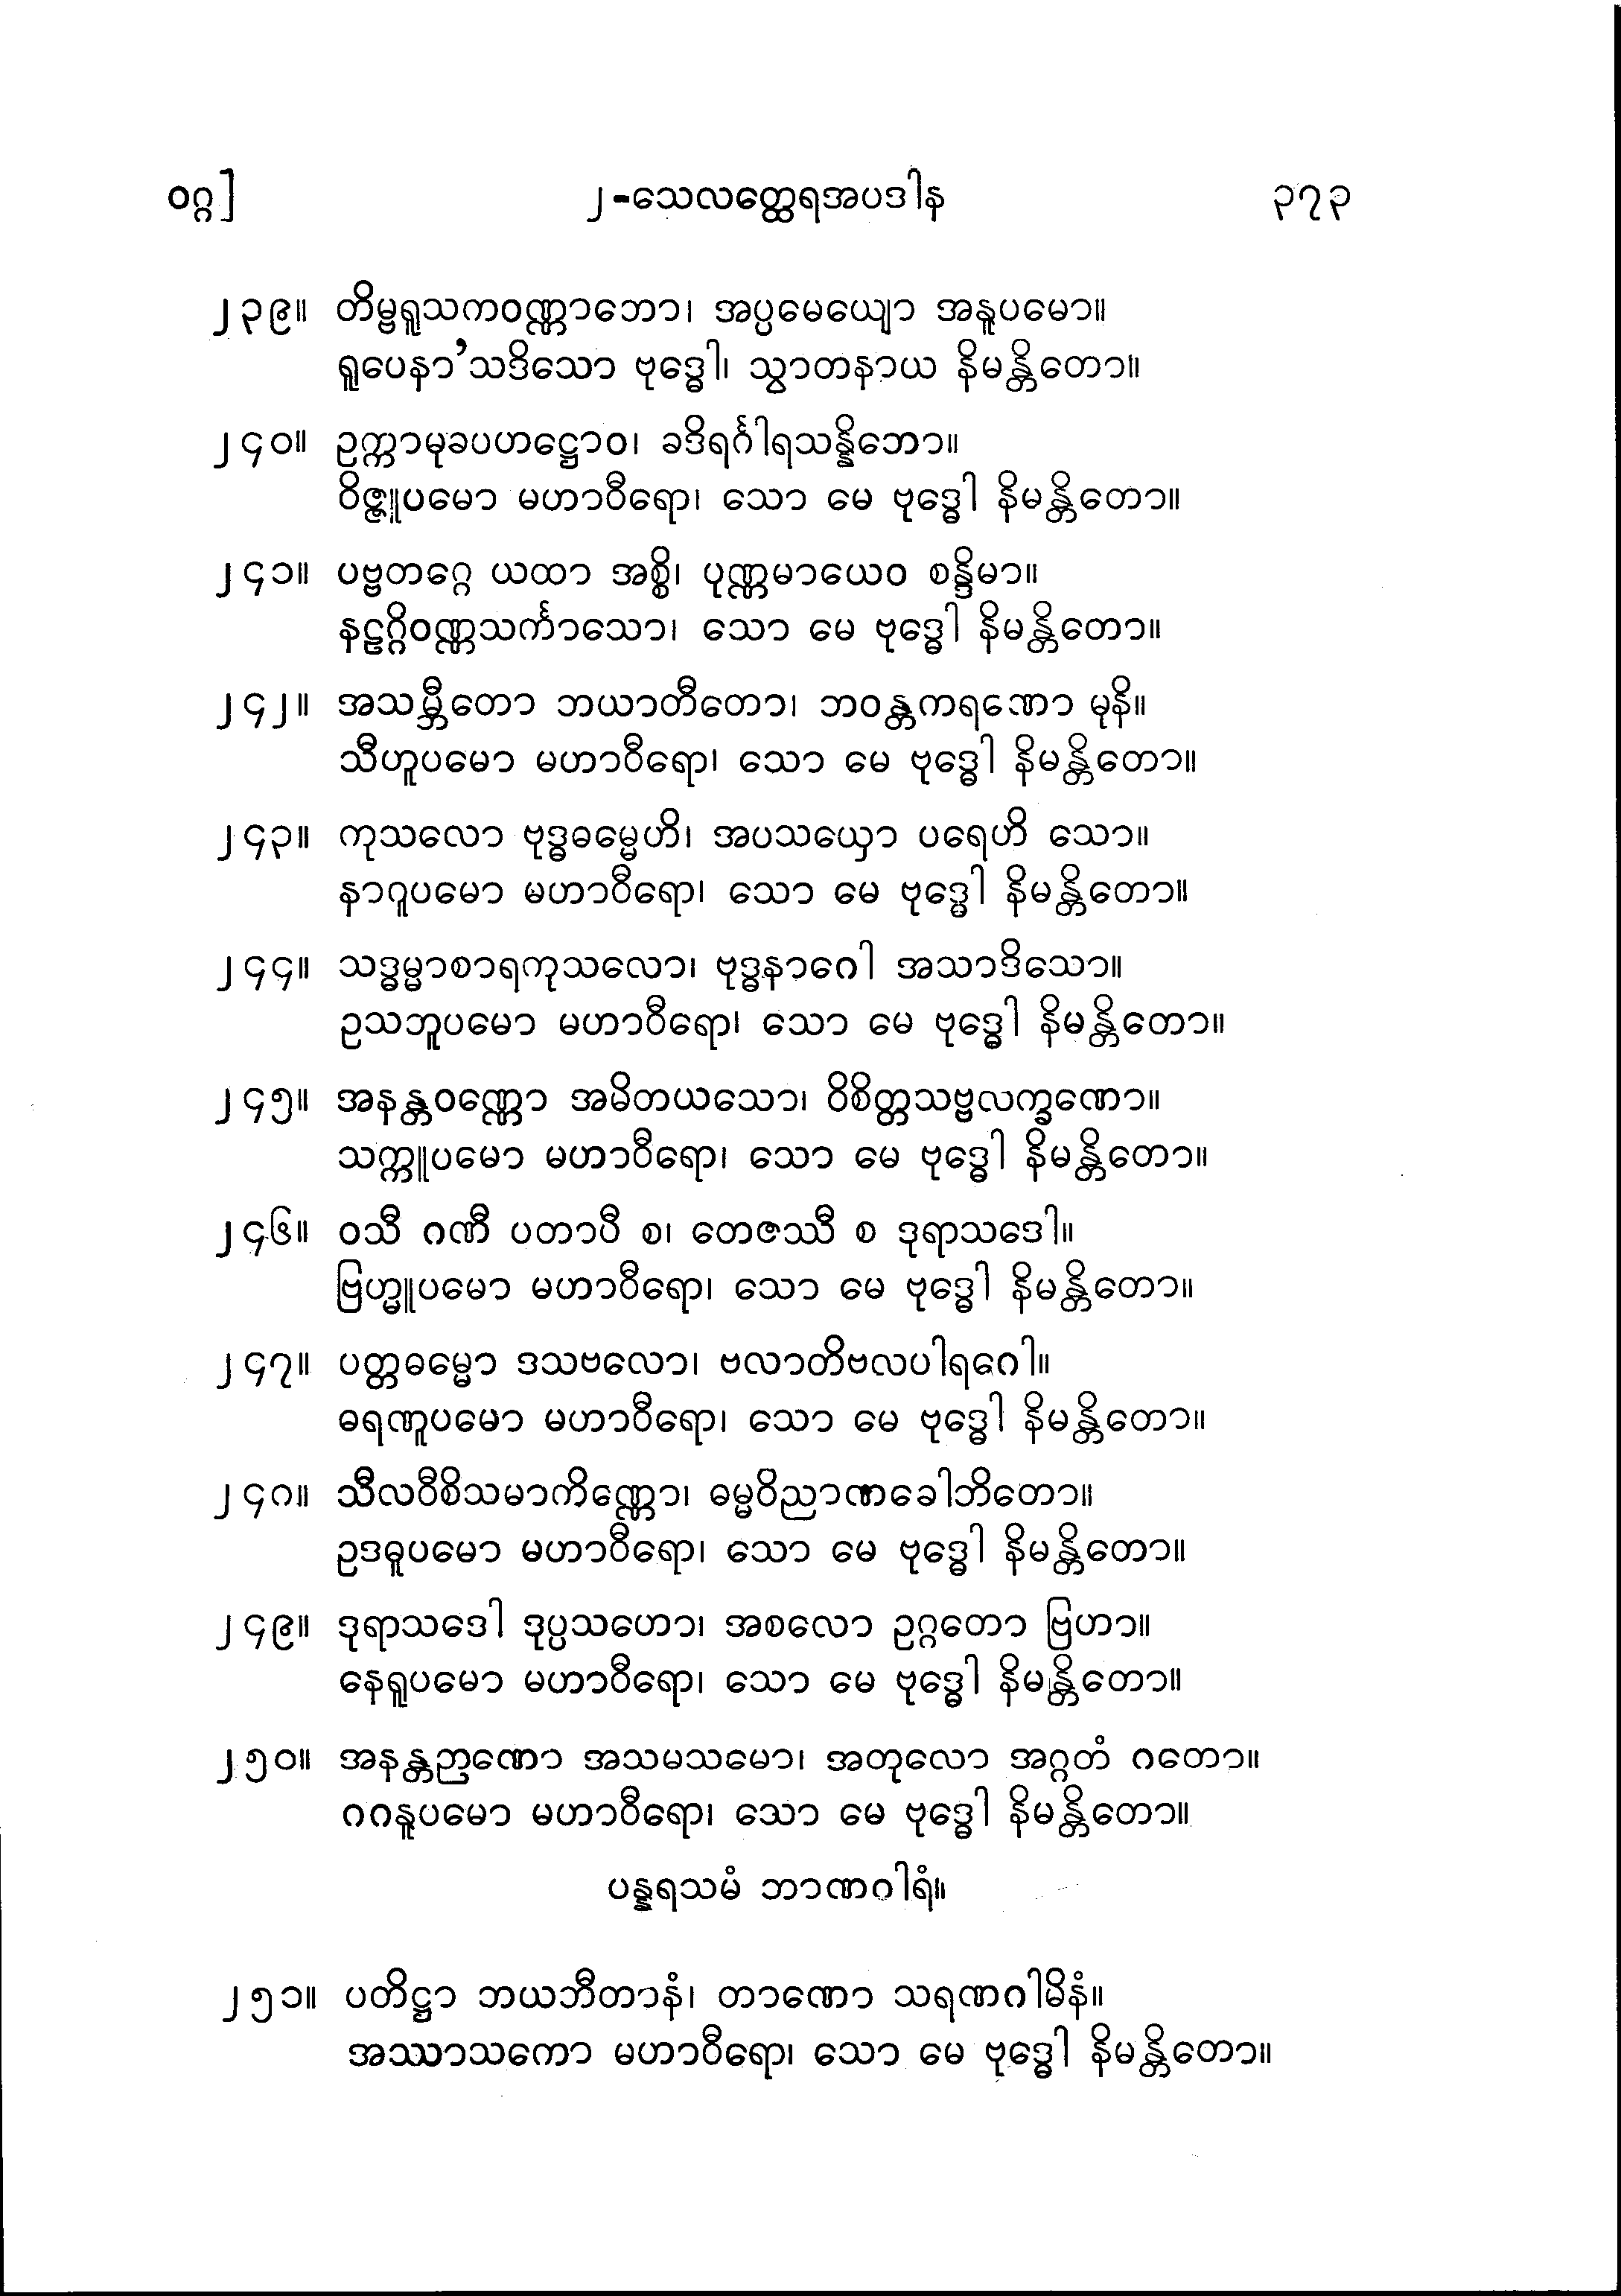 ဝဂ္ဂ] ၂-သေလတ္ထေရအပဒါန ၃၇၃
၂၃၉။ တိမ္ဗရူသကဝဏ္ဏာဘော၊ အပ္ပမေယျော အနူပမော။
ရူပေနာ’သဒိသော ဗုဒ္ဓေါ၊ သွာတနာယ နိမန္တိတော။
၂၄၀။ ဥက္ကာမုခပဟဋ္ဌောဝ၊ ခဒိရင်္ဂါရသန္နိဘော။
ဝိဇ္ဇူပမော မဟာဝီရော၊ သော မေ ဗုဒ္ဓေါ နိမန္တိတော။
၂၄၁။ ပဗ္ဗတဂ္ဂေ ယထာ အစ္စိ၊ ပုဏ္ဏမာယေဝ စန္ဒိမာ။
နဠဂ္ဂိဝဏ္ဏသင်္ကာသော၊ သော မေ ဗုဒ္ဓေါ နိမန္တိတော။
၂၄၂။ အသမ္ဘီတော ဘယာတီတော၊ ဘဝန္တကရဏော မုနိ။
သီဟူပမော မဟာဝီရော၊ သော မေ ဗုဒ္ဓေါ နိမန္တိတော။
၂၄၃။ ကုသလော ဗုဒ္ဓဓမ္မေဟိ၊ အပသယှော ပရေဟိ သော။
နာဂူပမော မဟာဝီရော၊ သော မေ ဗုဒ္ဓေါ နိမန္တိတော။
၂၄၄။ သဒ္ဓမ္မာစာရကုသလော၊ ဗုဒ္ဓနာဂေါ အသာဒိသော။
ဥသဘူပမော မဟာဝီရော၊ သော မေ ဗုဒ္ဓေါ နိမန္တိတော။
၂၄၅။ အနန္တဝဏ္ဏော အမိတယသော၊ ဝိစိတ္တသဗ္ဗလက္ခဏော။
သက္ကူပမော မဟာဝီရော၊ သော မေ ဗုဒ္ဓေါ နိမန္တိတော။
၂၄၆။ ဝသီ ဂဏီ ပတာပီ စ၊ တေဇဿီ စ ဒုရာသဒေါ။
ဗြဟ္မူပမော မဟာဝီရော၊ သော မေ ဗုဒ္ဓေါ နိမန္တိတော။
၂၄၇။ ပတ္တဓမ္မော ဒသဗလော၊ ဗလာတိဗလပါရဂေါ။
ဓရဏူပမော မဟာဝီရော၊ သော မေ ဗုဒ္ဓေါ နိမန္တိတော။
၂၄၈။ သီလဝီစိသမာကိဏ္ဏော၊ ဓမ္မဝိညာဏခေါဘိတော။
ဥဒဓူပမော မဟာဝီရော၊ သော မေ ဗုဒ္ဓေါ နိမန္တိတော။
၂၄၉။ ဒုရာသဒေါ ဒုပ္ပသဟော၊ အစလော ဥဂ္ဂတော ဗြဟာ။
နေရူပမော မဟာဝီရော၊ သော မေ ဗုဒ္ဓေါ နိမန္တိတော။
၂၅၀။ အနန္တဉာဏော အသမသမော၊ အတုလော အဂ္ဂတံ ဂတော။
ဂဂနူပမော မဟာဝီရော၊ သော မေ ဗုဒ္ဓေါ နိမန္တိတော။
ပန္နရသမံ ဘာဏဝါရံ။
၂၅၁။ ပတိဋ္ဌာ ဘယဘီတာနံ၊ တာဏော သရဏဂါမိနံ။
အဿာသကော မဟာဝီရော၊ သော မေ ဗုဒ္ဓေါ နိမန္တိတော။